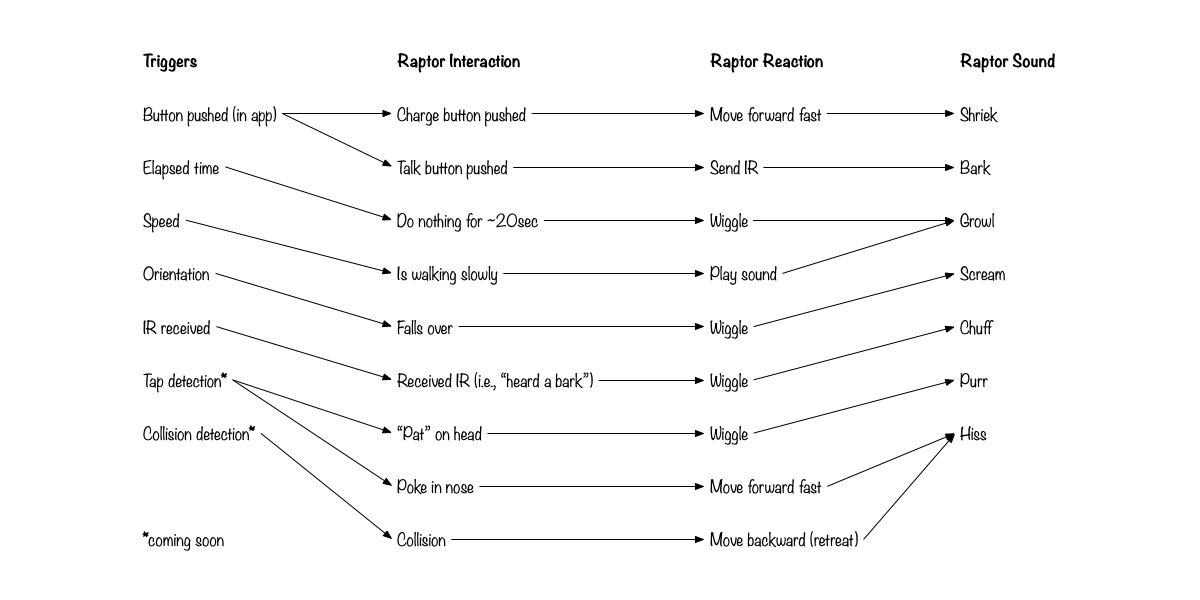 Triggers Raptor Interaction Raptor Reaction Raptor Sound
Button pushed (in app) Charge button pushed Move forward fast Shriek
Elapsed time Talk button pushed Send IR Bark
Speed Do nothing for ~20sec Wiggle Growl
Orientation Is walking slowly Play sound Scream
IR received Falls over Wiggle Chuff
Tap detection* Received IR (i.e., “heard a bark”) Wiggle Purr
Collision detection* “Pat” on head Wiggle Hiss
Poke in nose Move forward fast
*coming soon Collision Move backward (retreat)